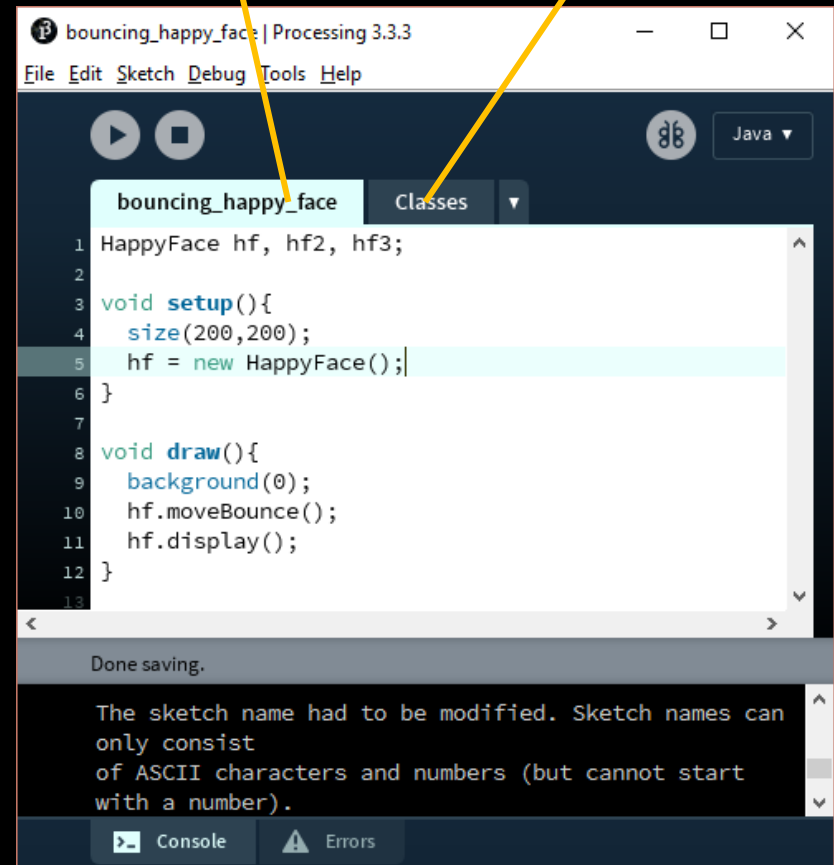 bouncing_happy_face | Processing 3.3.3
File Edit Sketch Debug Tools Help
Java ▼
bouncing_happy_face Classes ▼
1 HappyFace hf, hf2, hf3;
2
3 void setup(){
4   size(200,200);
5   hf = new HappyFace();
6 }
7
8 void draw(){
9   background(0);
10   hf.moveBounce();
11   hf.display();
12 }
13
Done saving.
The sketch name had to be modified. Sketch names can
only consist
of ASCII characters and numbers (but cannot start
with a number).
Console Errors